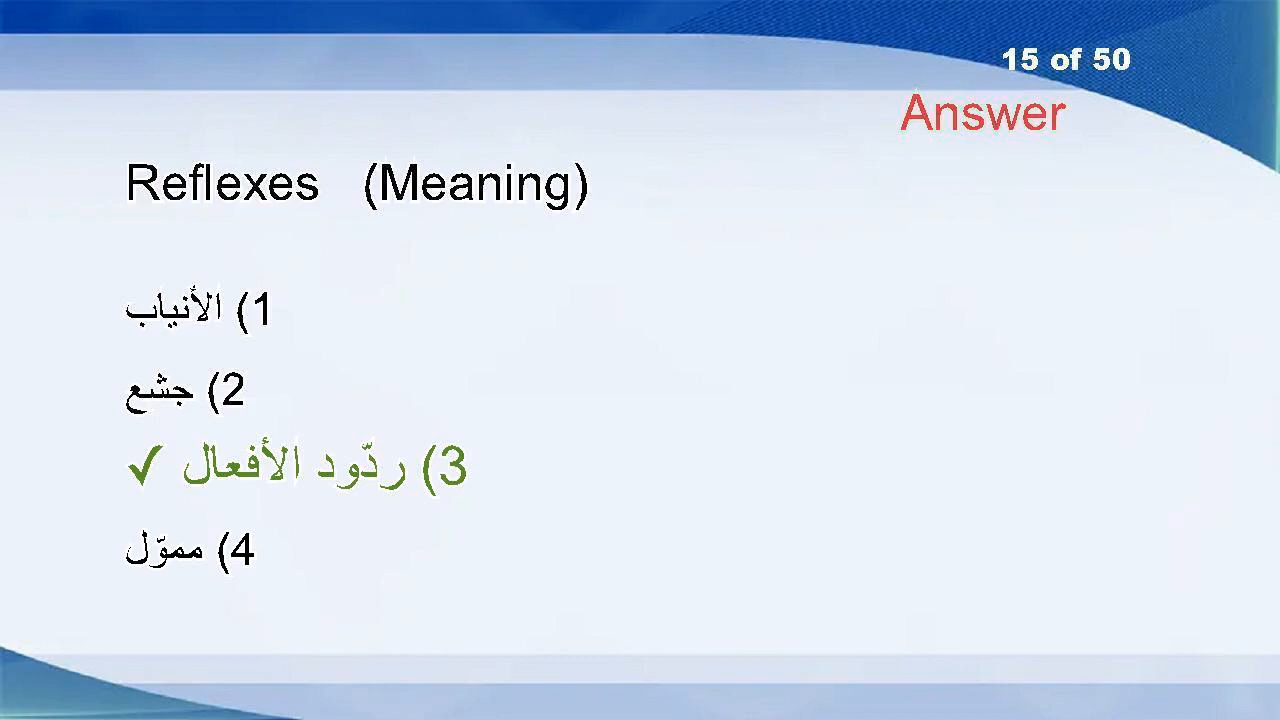 15 of 50
Answer
Reflexes (Meaning)
1) الأنياب
2) جشع
3) ردّود الأفعال ✓
4) مموّل